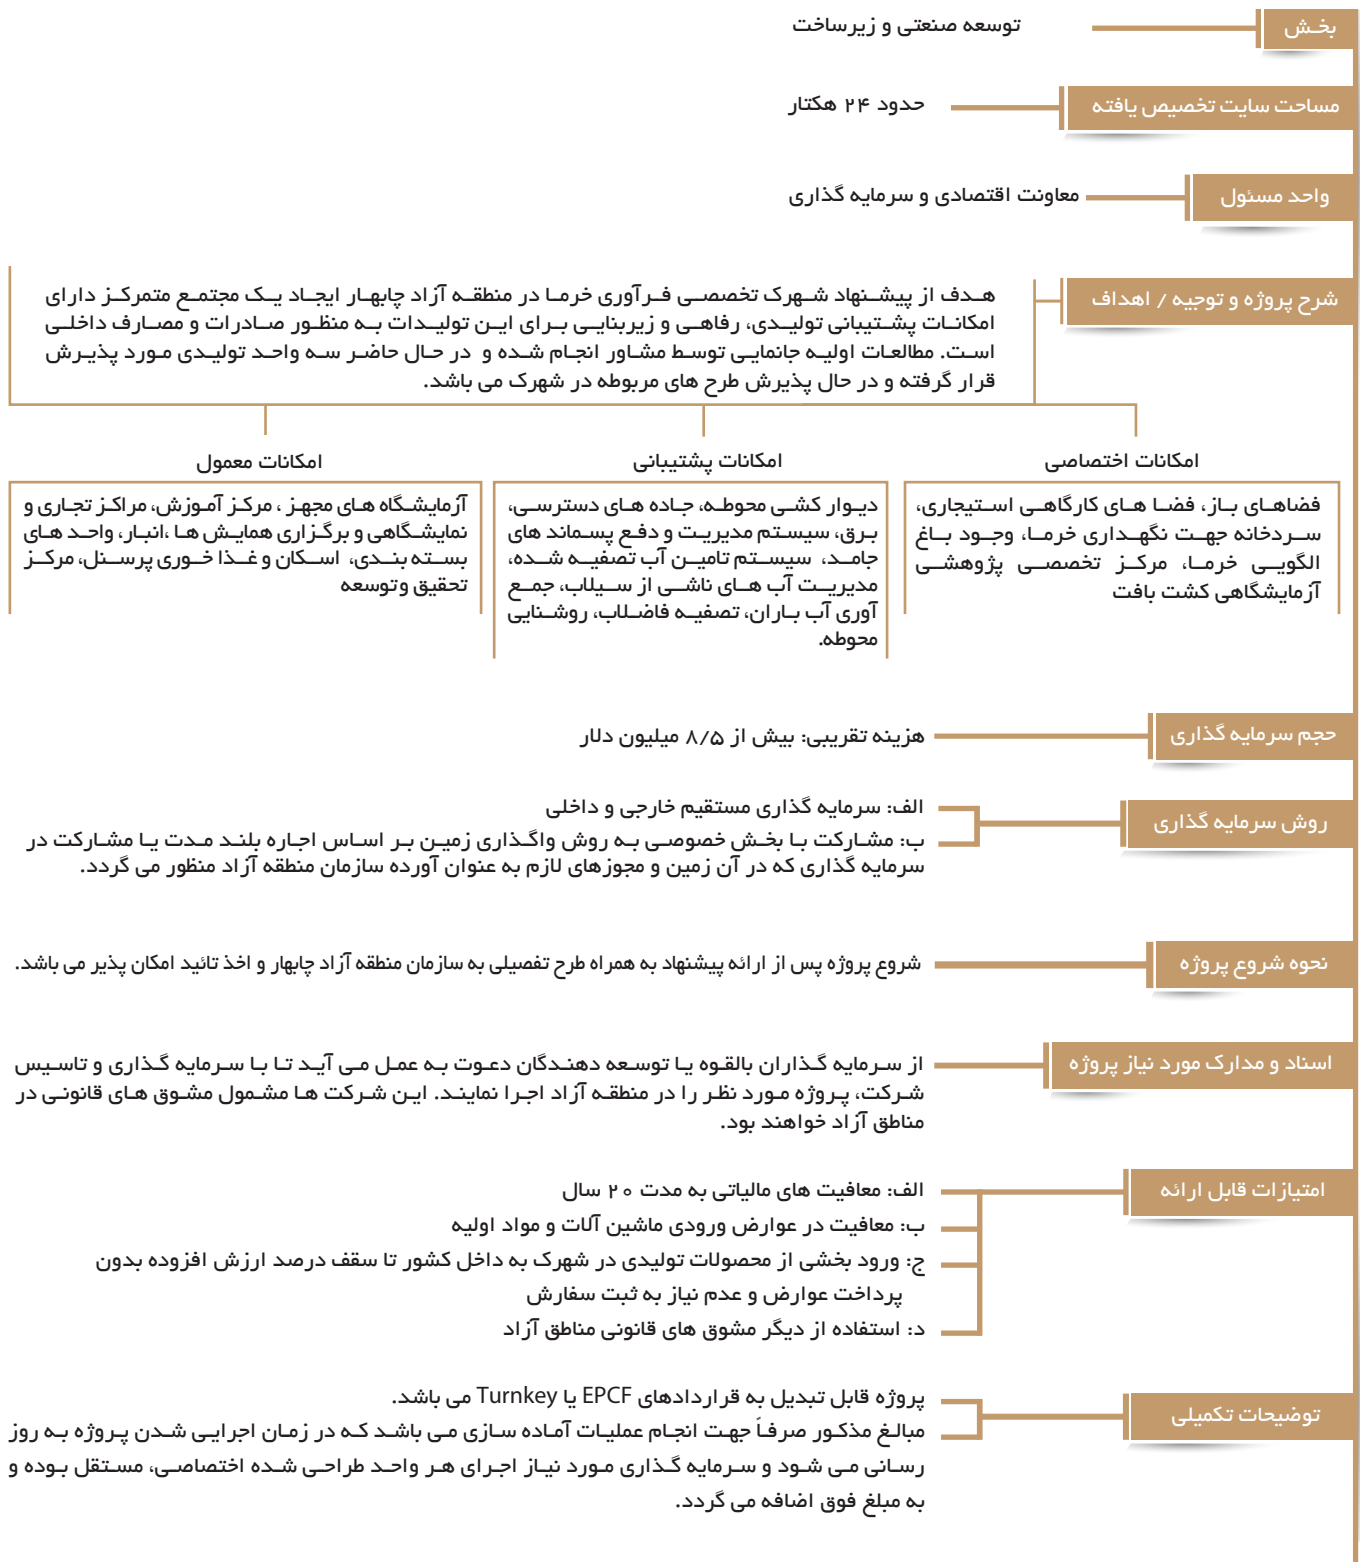 بخش
توسعه صنعتی و زیرساخت
مساحت سایت تخصیص یافته
حدود ۲۴ هکتار
واحد مسئول
معاونت اقتصادی و سرمایه گذاری
شرح پروژه و توجیه / اهداف
هدف از پیشنهاد شهرک تخصصی فرآوری خرما در منطقه آزاد چابهار ایجاد یک مجتمع متمرکز دارای
امکانات پشتیبانی تولیدی، رفاهی و زیربنایی برای این تولیدات به منظور صادرات و مصارف داخلی
است. مطالعات اولیه جانمایی توسط مشاور انجام شده و در حال حاضر سه واحد تولیدی مورد پذیرش
قرار گرفته و در حال پذیرش طرح های مربوطه در شهرک می باشد.
امکانات اختصاصی
فضاهای باز، فضا های کارگاهی استیجاری،
سردخانه جهت نگهداری خرما، وجود باغ
الگویی خرما، مرکز تخصصی پژوهشی
آزمایشگاهی کشت بافت
امکانات پشتیبانی
دیوار کشی محوطه، جاده های دسترسی،
برق، سیستم مدیریت و دفع پسماند های
جامد، سیستم تامین آب تصفیه شده،
مدیریت آب های ناشی از سیلاب، جمع
آوری آب باران، تصفیه فاضلاب، روشنایی
محوطه.
امکانات معمول
آزمایشگاه های مجهز ، مرکز آموزش، مراکز تجاری و
نمایشگاهی و برگزاری همایش ها ،انبار، واحد های
بسته بندی، اسکان و غذا خوری پرسنل، مرکز
تحقیق و توسعه
حجم سرمایه گذاری
هزینه تقریبی: بیش از ۸/۵ میلیون دلار
روش سرمایه گذاری
الف: سرمایه گذاری مستقیم خارجی و داخلی
ب: مشارکت با بخش خصوصی به روش واگذاری زمین بر اساس اجاره بلند مدت یا مشارکت در
سرمایه گذاری که در آن زمین و مجوزهای لازم به عنوان آورده سازمان منطقه آزاد منظور می گردد.
نحوه شروع پروژه
شروع پروژه پس از ارائه پیشنهاد به همراه طرح تفصیلی به سازمان منطقه آزاد چابهار و اخذ تائید امکان پذیر می باشد.
اسناد و مدارک مورد نیاز پروژه
از سرمایه گذاران بالقوه یا توسعه دهندگان دعوت به عمل می آید تا با سرمایه گذاری و تاسیس
شرکت، پروژه مورد نظر را در منطقه آزاد اجرا نمایند. این شرکت ها مشمول مشوق های قانونی در
مناطق آزاد خواهند بود.
امتیازات قابل ارائه
الف: معافیت های مالیاتی به مدت ۲۰ سال
ب: معافیت در عوارض ورودی ماشین آلات و مواد اولیه
ج: ورود بخشی از محصولات تولیدی در شهرک به داخل کشور تا سقف درصد ارزش افزوده بدون
پرداخت عوارض و عدم نیاز به ثبت سفارش
د: استفاده از دیگر مشوق های قانونی مناطق آزاد
توضیحات تکمیلی
پروژه قابل تبدیل به قراردادهای EPCF یا Turnkey می باشد.
مبالغ مذکور صرفاً جهت انجام عملیات آماده سازی می باشد که در زمان اجرایی شدن پروژه به روز
رسانی می شود و سرمایه گذاری مورد نیاز اجرای هر واحد طراحی شده اختصاصی، مستقل بوده و
به مبلغ فوق اضافه می گردد.